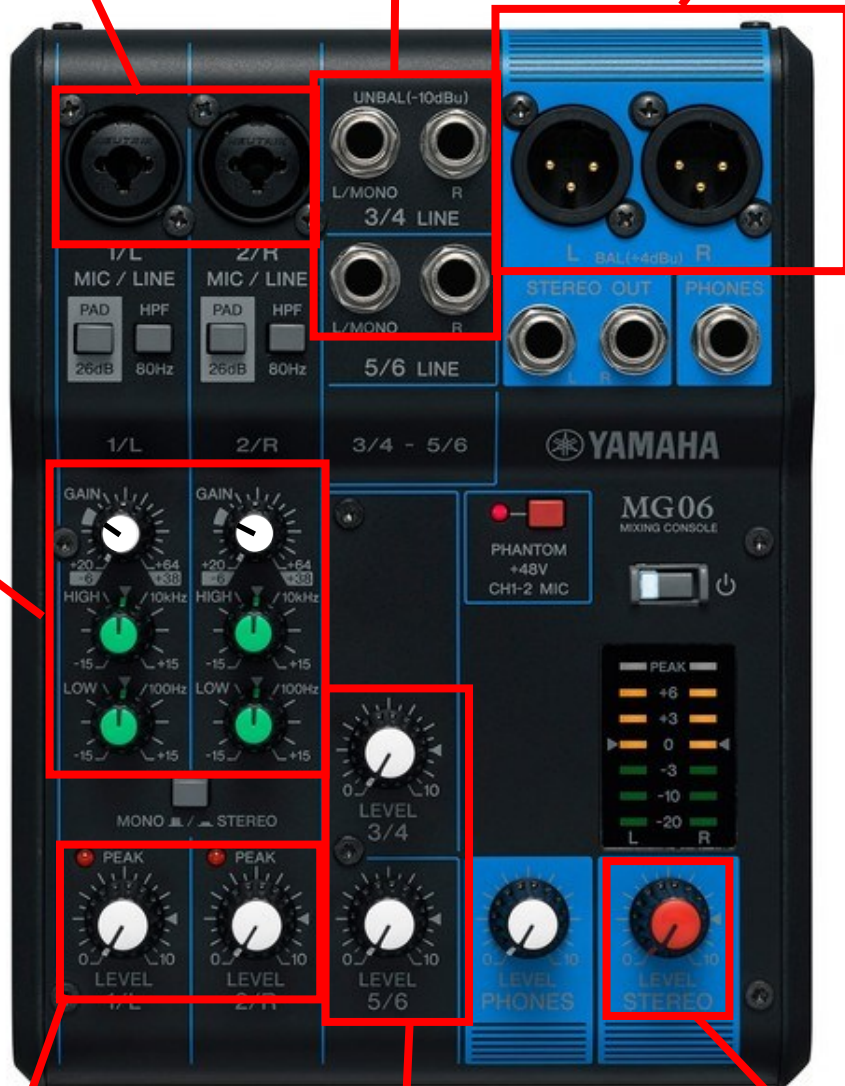 UNBAL(-10dBu)
L/MONO R
3/4 LINE
L/MONO R
5/6 LINE
NEUTRIK NEUTRIK
L BAL(+4dBu) R
STEREO OUT
L R
PHONES
1/L 2/R
MIC / LINE MIC / LINE
PAD HPF PAD HPF
26dB 80Hz 26dB 80Hz
1/L 2/R 3/4 - 5/6
YAMAHA
MG06
MIXING CONSOLE
PHANTOM
+48V
CH1-2 MIC
GAIN GAIN
+20 +64 +20 +64
-6 +38 -6 +38
HIGH 10kHz HIGH 10kHz
-15 +15 -15 +15
LOW 100Hz LOW 100Hz
-15 +15 -15 +15
MONO / STEREO
PEAK
+6
+3
0
-3
-10
-20
L R
0 10
LEVEL
3/4
PEAK PEAK
0 10 0 10 0 10 0 10 0 10
LEVEL LEVEL LEVEL LEVEL LEVEL
1/L 2/R 5/6 PHONES STEREO